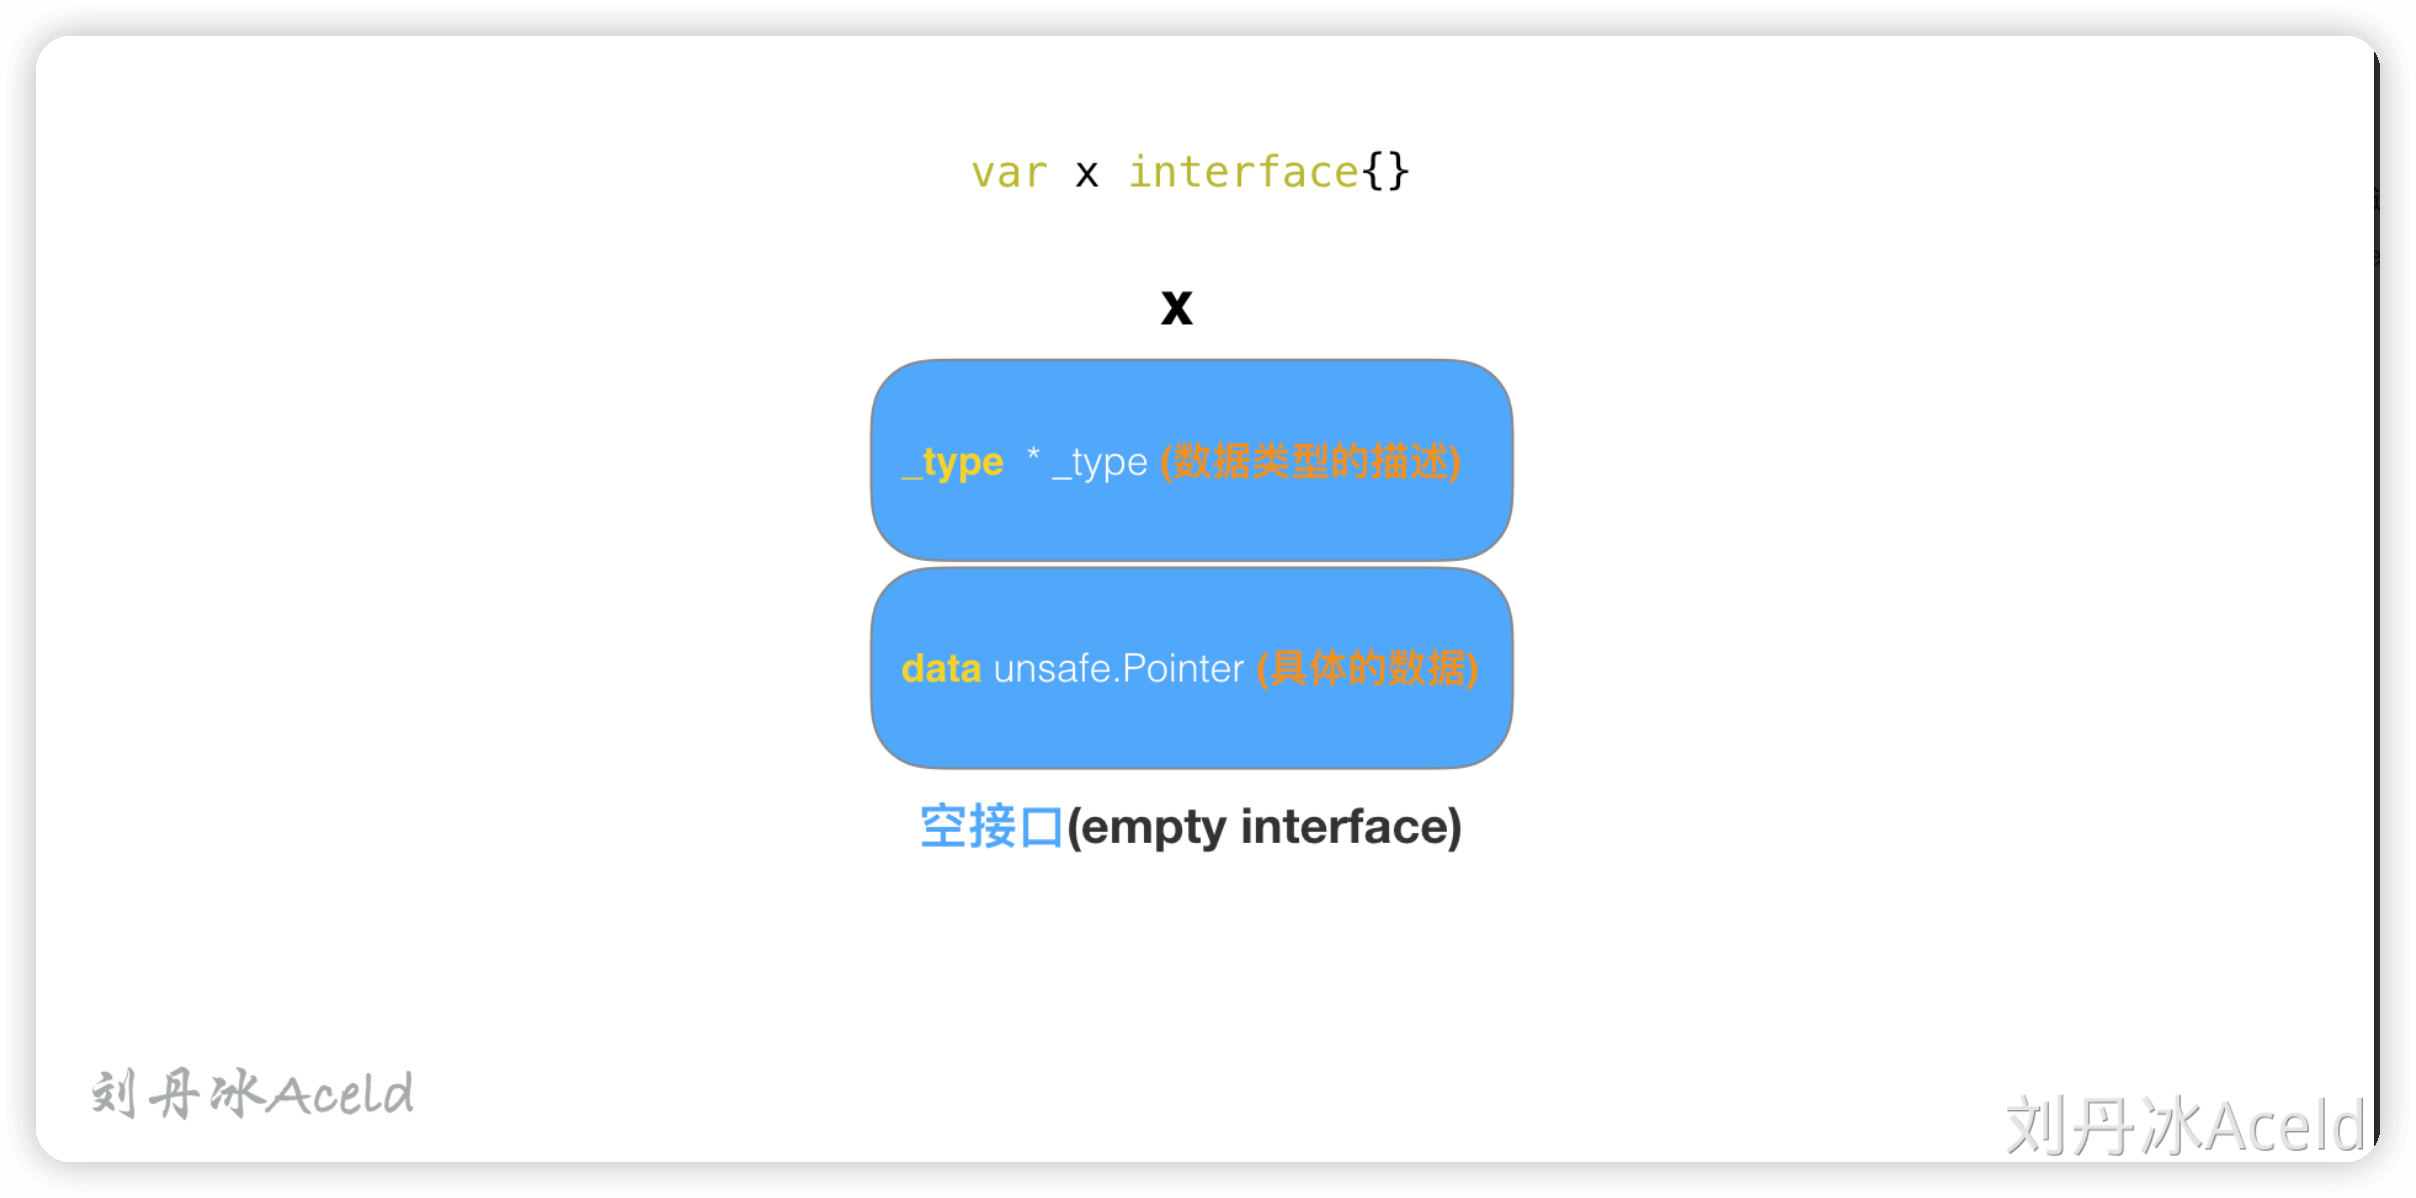 var x interface{}
x
_type * _type (数据类型的描述)
data unsafe.Pointer (具体的数据)
空接口(empty interface)
刘丹冰Aceld
刘丹冰Aceld